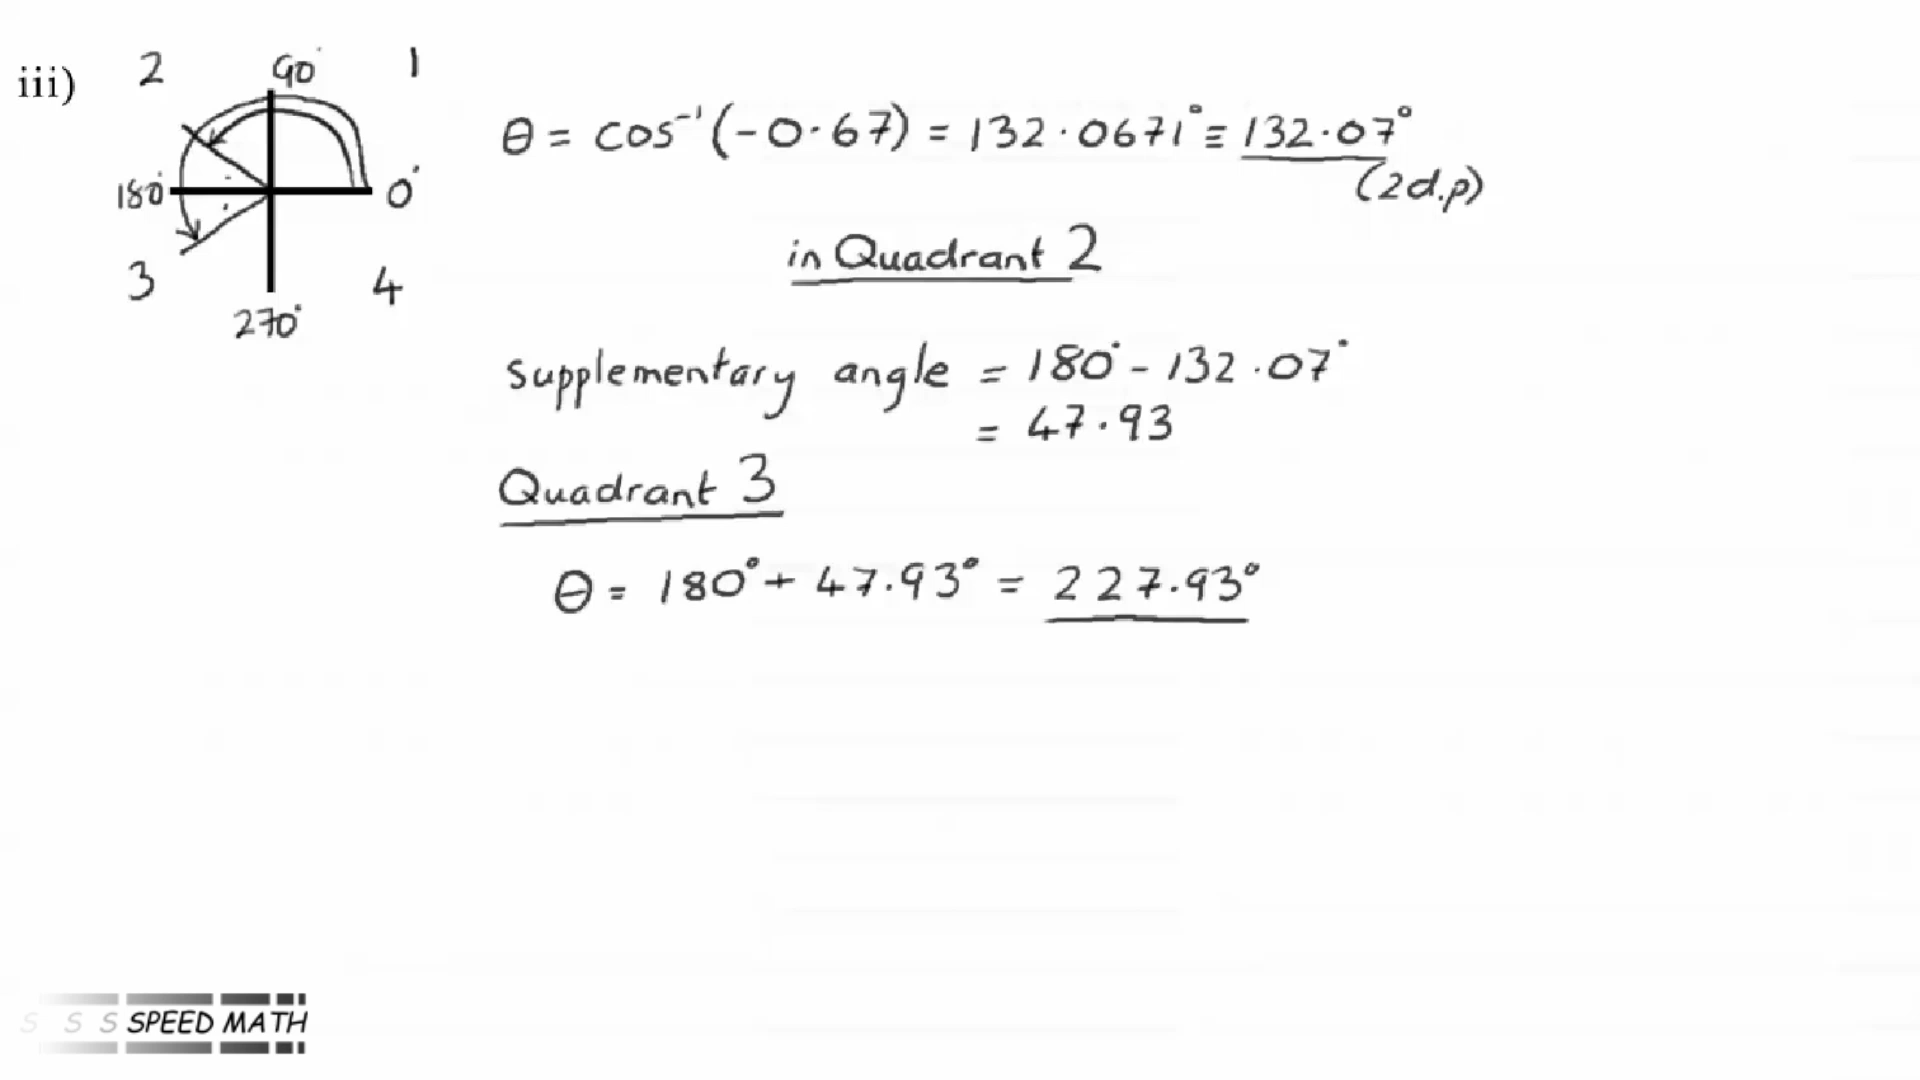 iii)
2 90° 1
180° 0°
3 4
270°
θ = cos⁻¹(-0.67) = 132.0671° ≡ 132.07°
(2d.p)
in Quadrant 2
supplementary angle = 180° - 132.07°
= 47.93
Quadrant 3
θ = 180° + 47.93° = 227.93°
S S S SPEED MATH